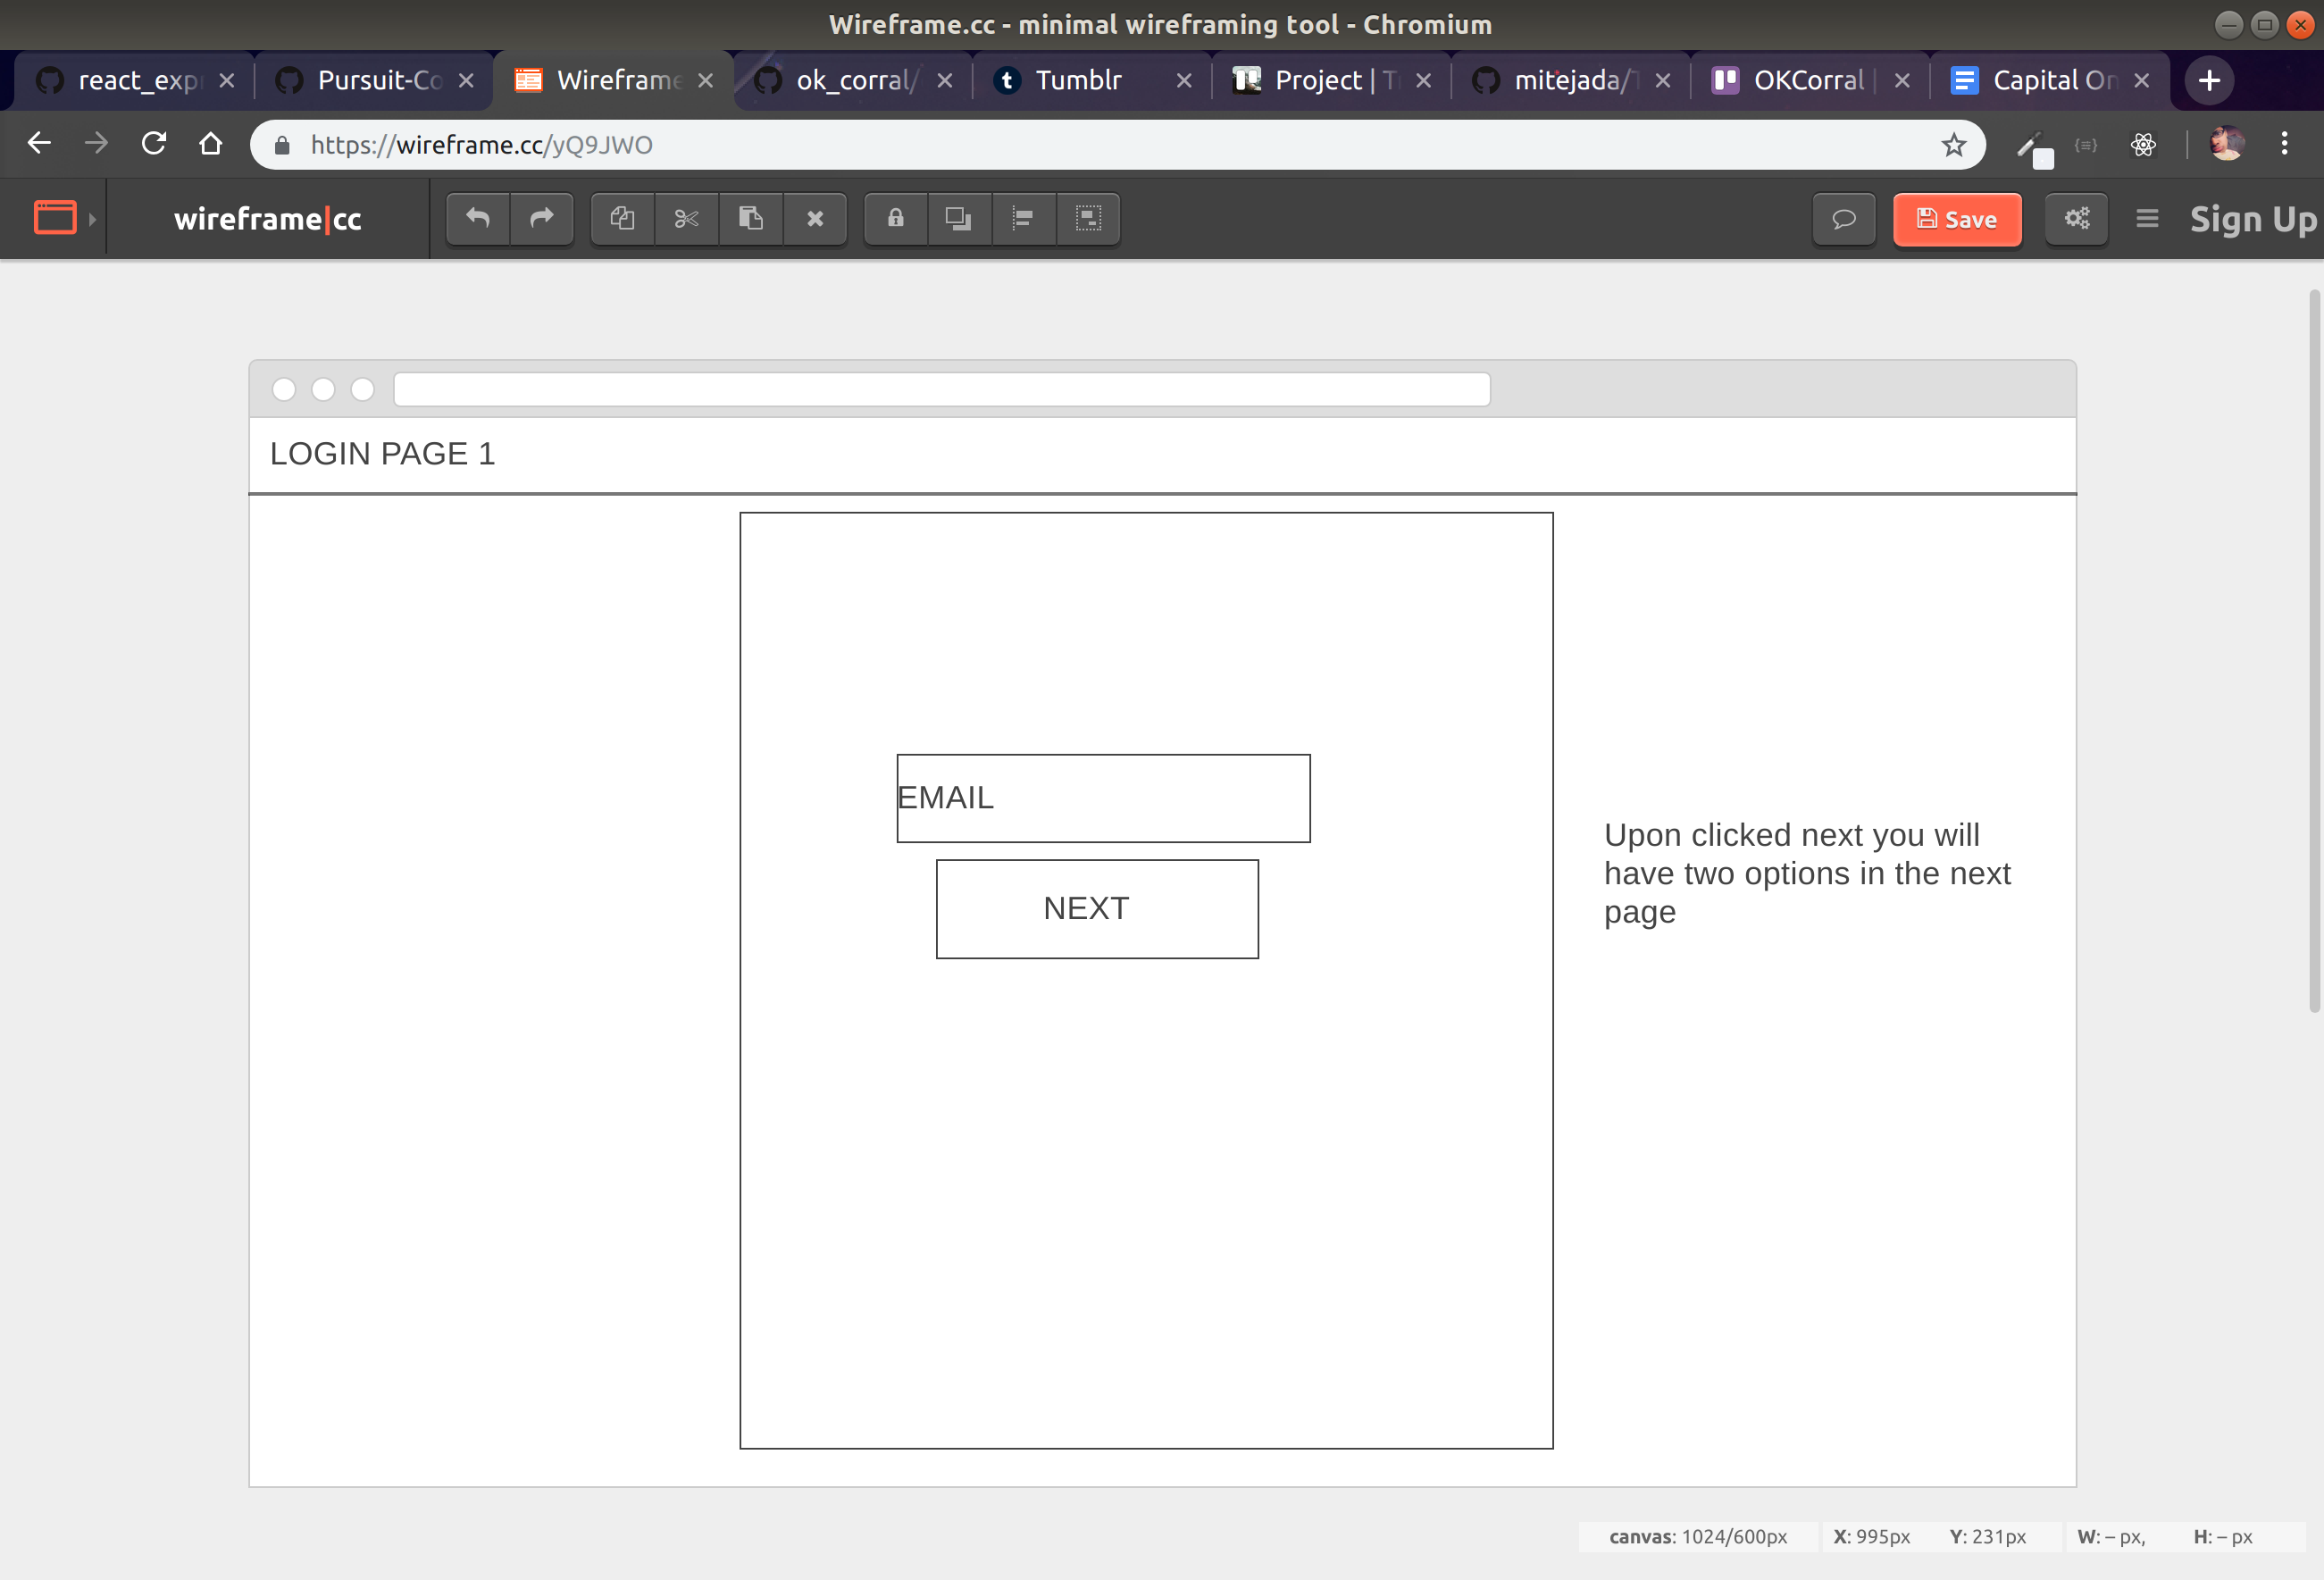 Wireframe.cc - minimal wireframing tool - Chromium
react_exp
Pursuit-Co
Wireframe
ok_corral/
Tumblr
Project | T
mitejada/
OKCorral |
Capital On
https://wireframe.cc/yQ9JWO
wireframe|cc
Save
Sign Up
LOGIN PAGE 1
EMAIL
NEXT
Upon clicked next you will
have two options in the next
page
canvas: 1024/600px X: 995px Y: 231px W: – px, H: – px